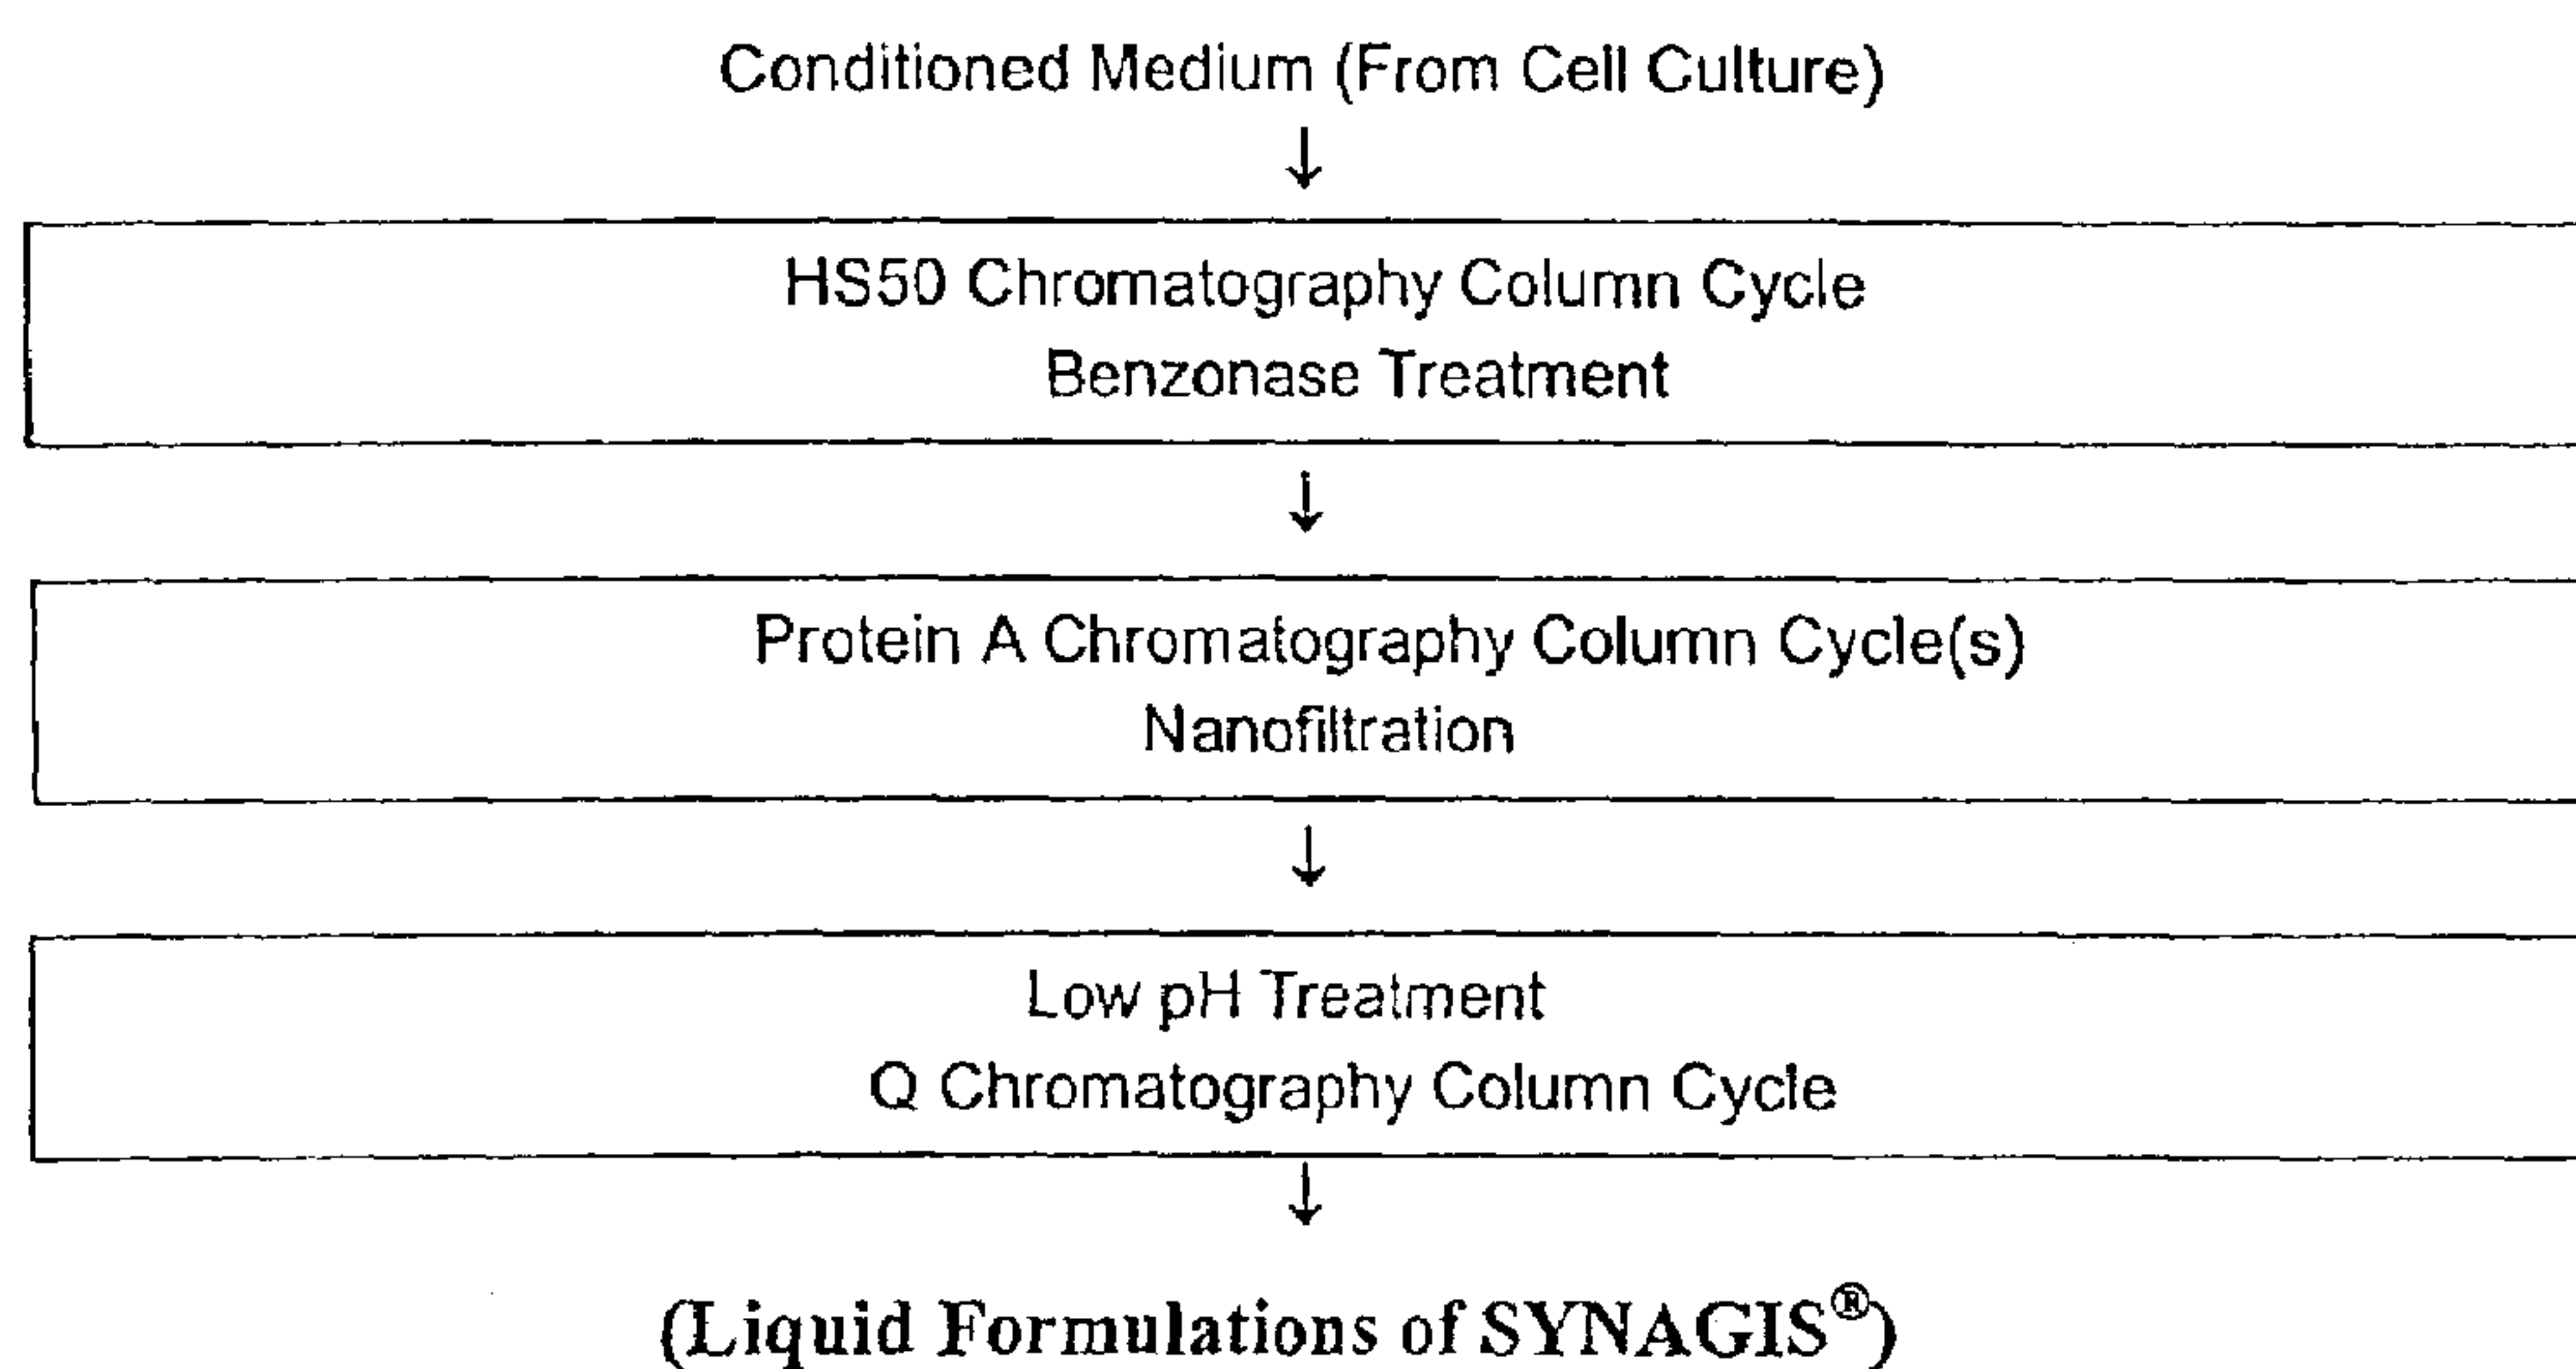 Conditioned Medium (From Cell Culture)
↓
HS50 Chromatography Column Cycle
Benzonase Treatment
↓
Protein A Chromatography Column Cycle(s)
Nanofiltration
↓
Low pH Treatment
Q Chromatography Column Cycle
↓
(Liquid Formulations of SYNAGIS®)